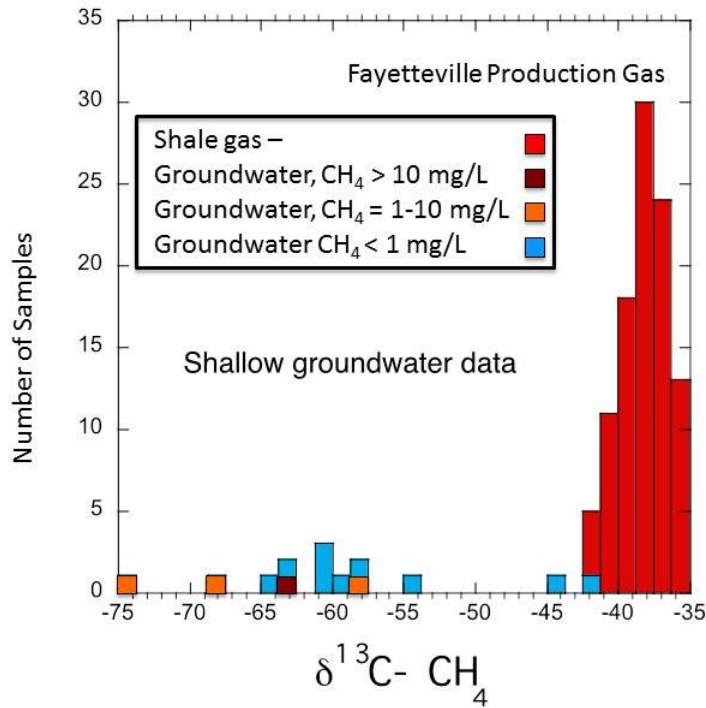 35
30
25
20
15
10
5
0
Number of Samples
Fayetteville Production Gas
Shale gas –
Groundwater, CH₄ > 10 mg/L
Groundwater, CH₄ = 1-10 mg/L
Groundwater CH₄ < 1 mg/L
Shallow groundwater data
-75 -70 -65 -60 -55 -50 -45 -40 -35
δ¹³C- CH₄